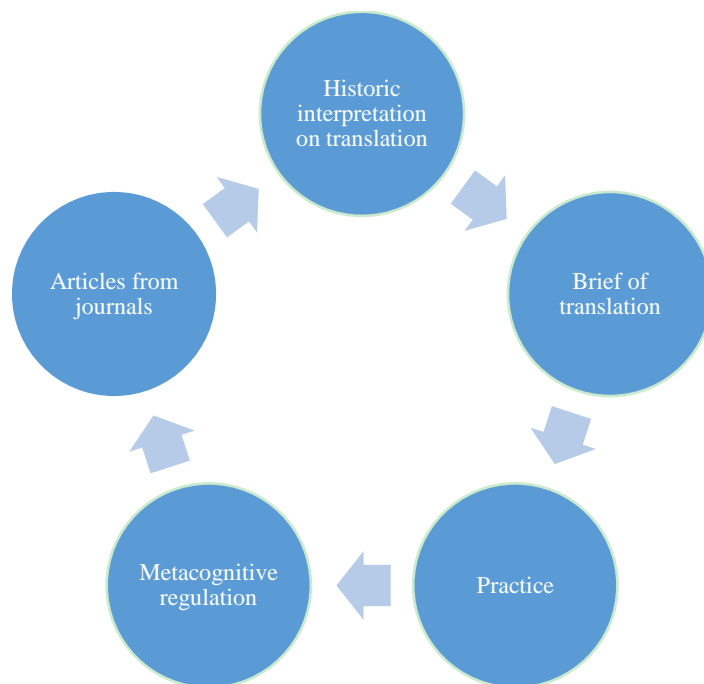 Historic
interpretation
on translation
Brief of
translation
Practice
Metacognitive
regulation
Articles from
journals